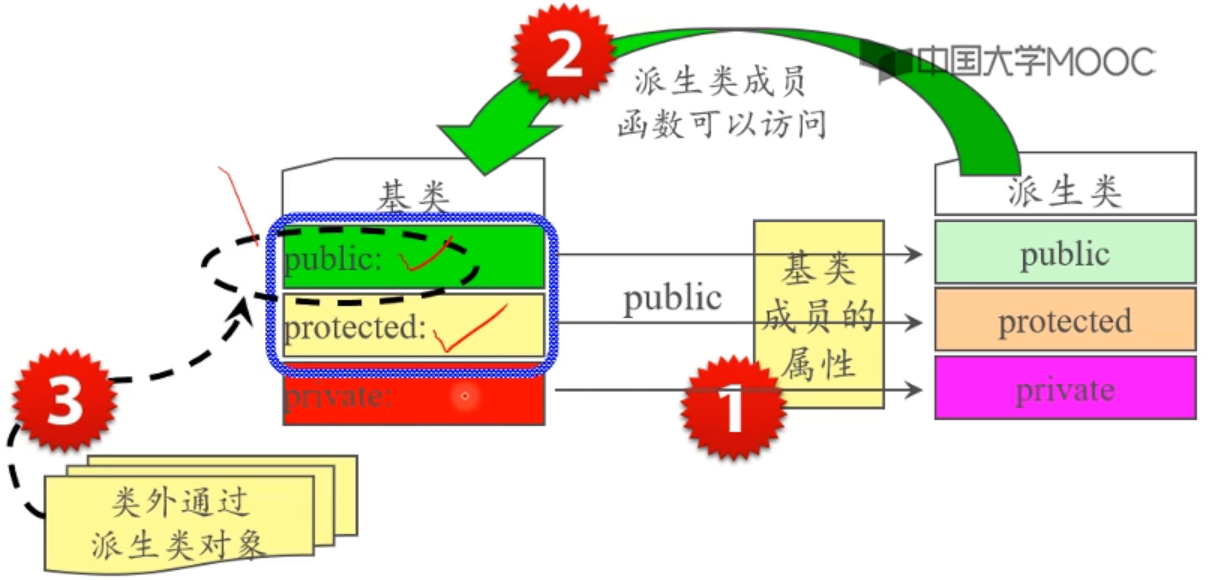 2
中国大学MOOC
派生类成员
函数可以访问
基类
派生类
public:
public
基类
成员的
属性
public
protected:
protected
private:
private
1
3
类外通过
派生类对象